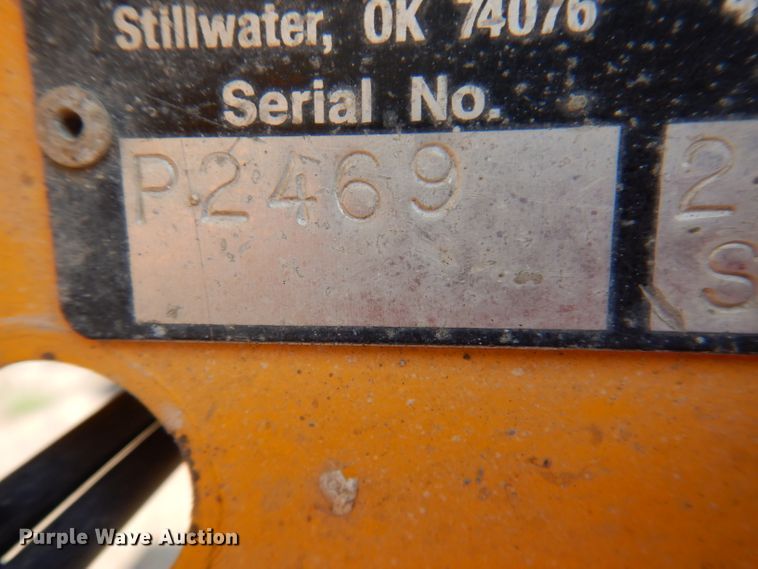 Stillwater, OK 74076
Serial No.
P2469
2
S
Purple Wave Auction